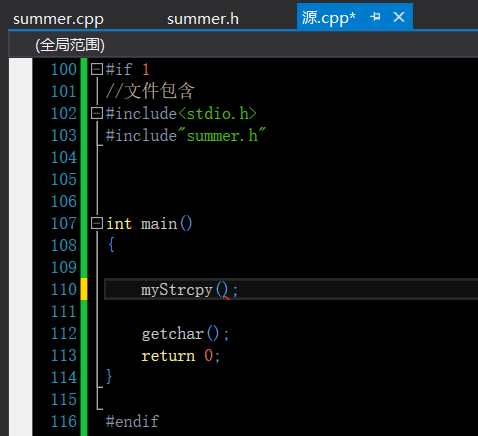 summer.cpp summer.h 源.cpp*
(全局范围)
100 #if 1
101 //文件包含
102 #include<stdio.h>
103 #include"summer.h"
104
105
106
107 int main()
108 {
109
110 myStrcpy();
111
112 getchar();
113 return 0;
114 }
115
116 #endif